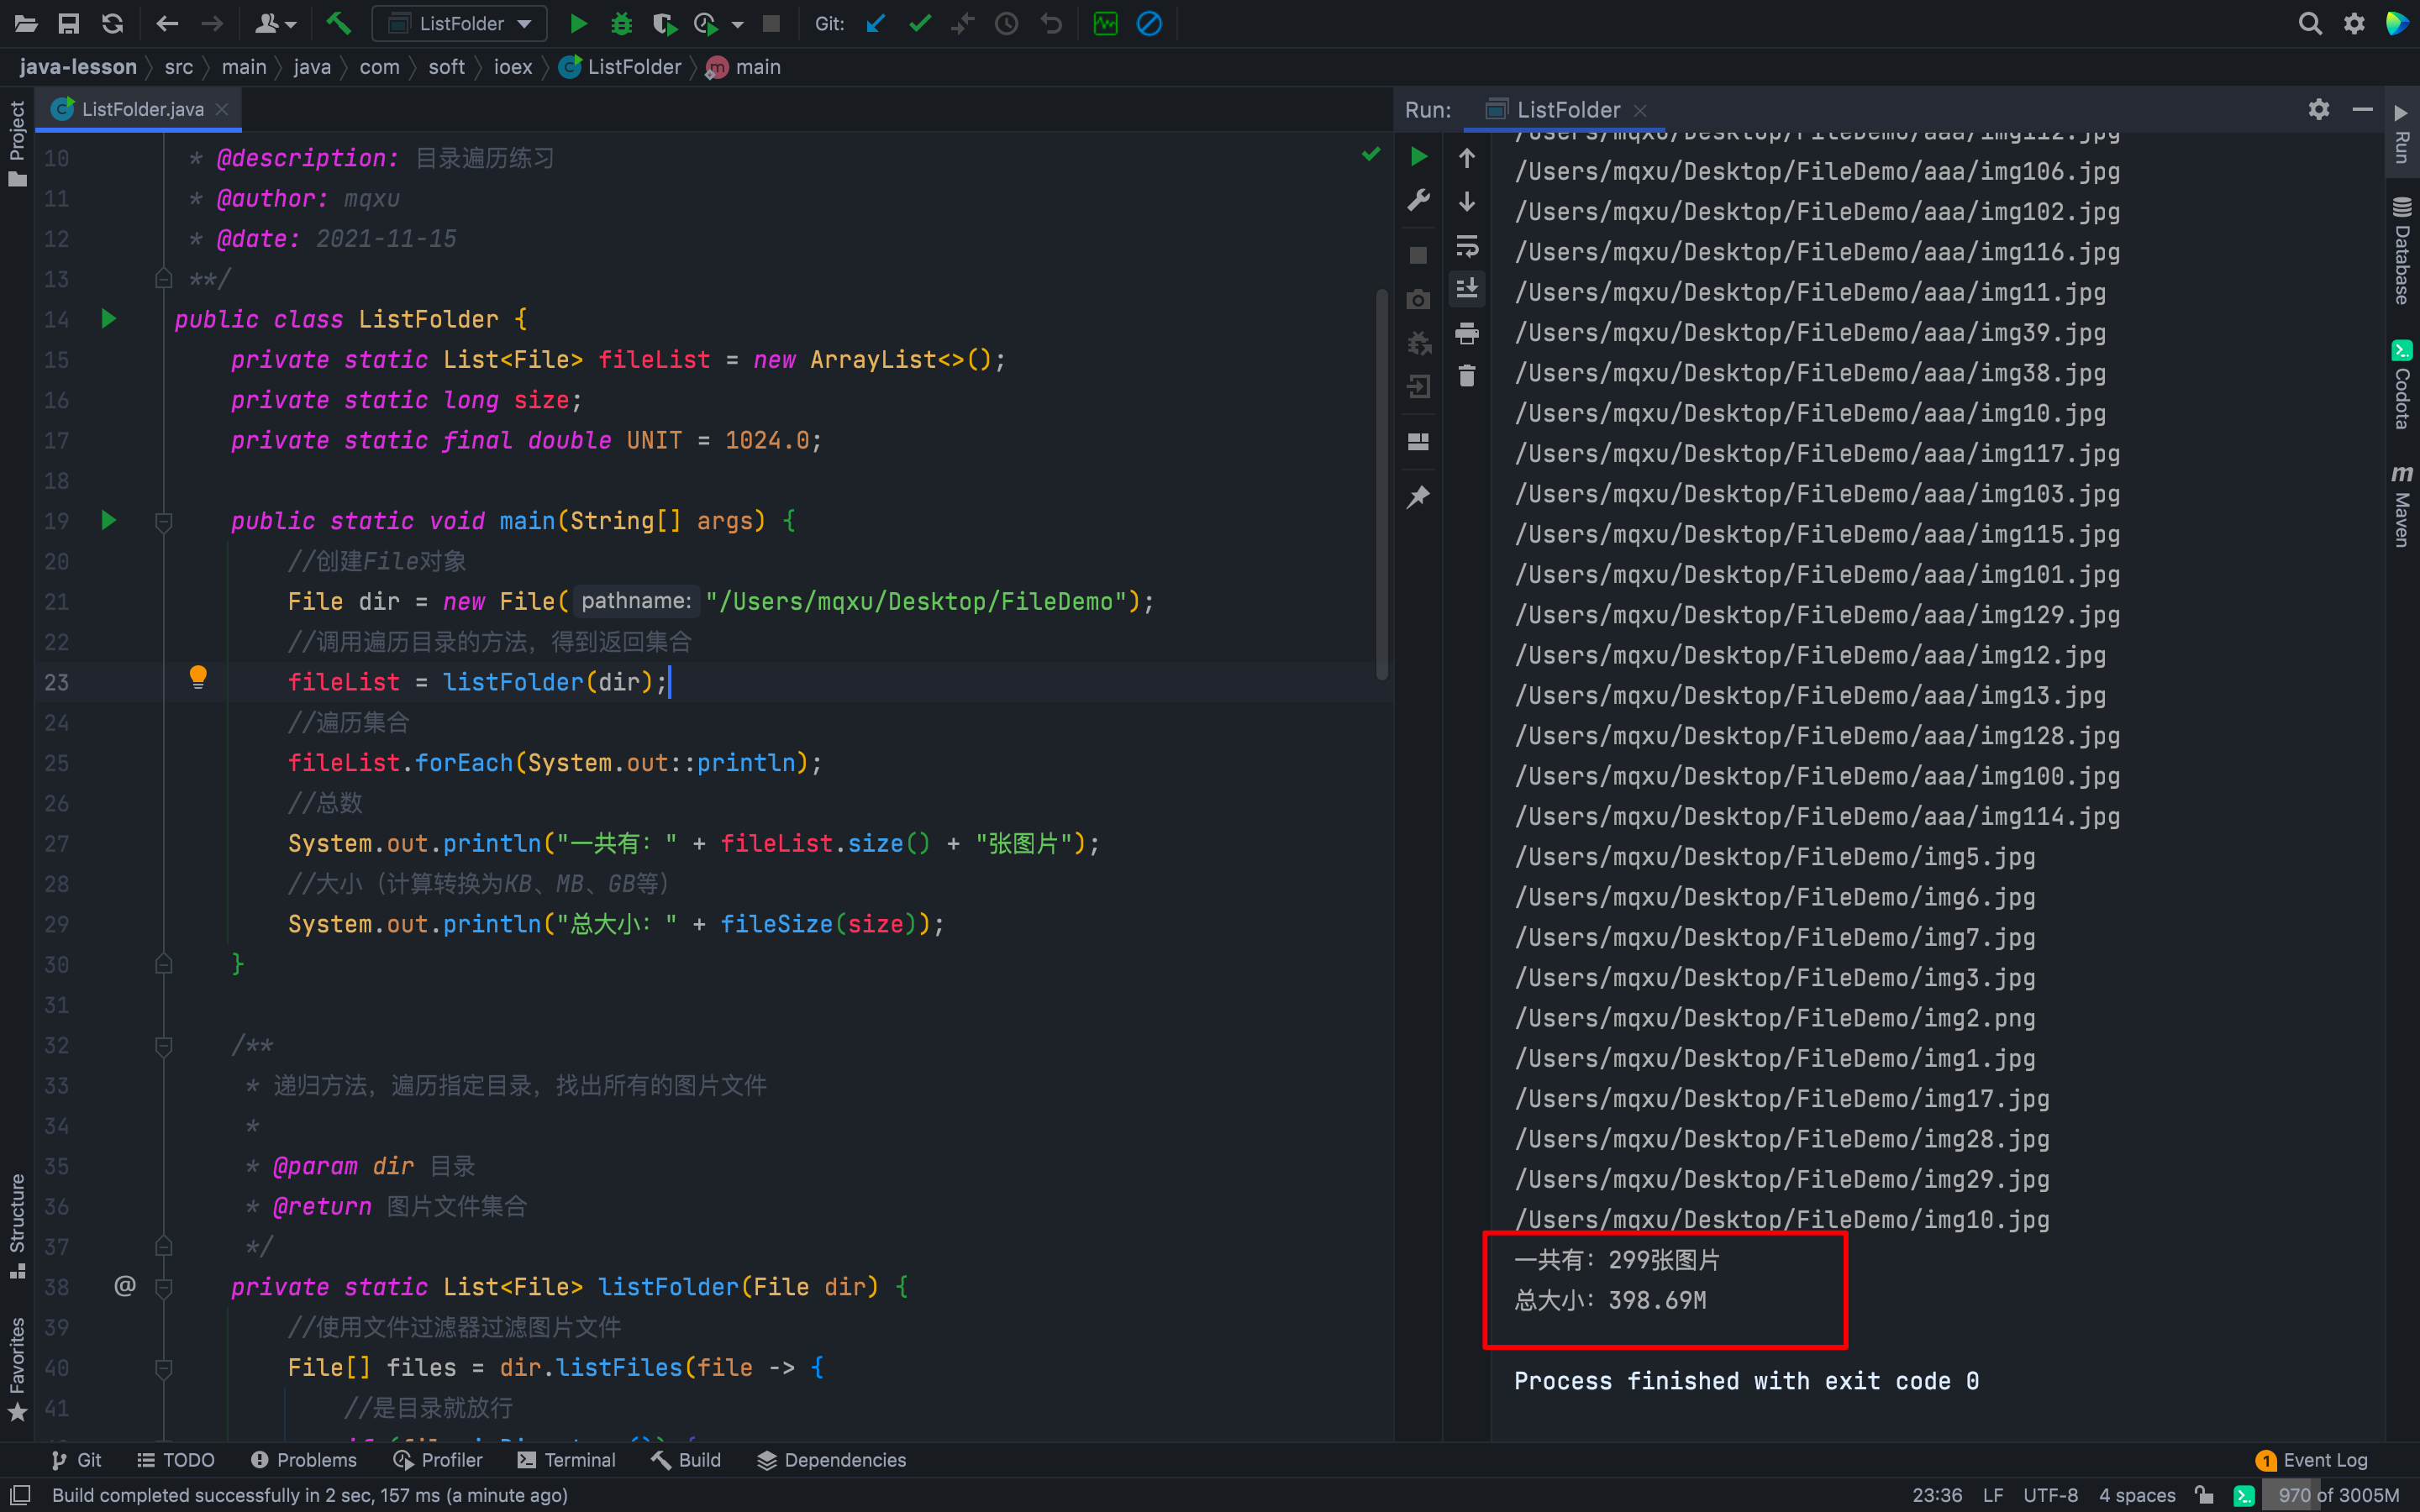 ListFolder
Git:
java-lesson src main java com soft ioex ListFolder main
Project
ListFolder.java
10 * @description: 目录遍历练习
11 * @author: mqxu
12 * @date: 2021-11-15
13 **/
14 public class ListFolder {
15 private static List<File> fileList = new ArrayList<>();
16 private static long size;
17 private static final double UNIT = 1024.0;
18
19 public static void main(String[] args) {
20 //创建File对象
21 File dir = new File( pathname: "/Users/mqxu/Desktop/FileDemo");
22 //调用遍历目录的方法，得到返回集合
23 fileList = listFolder(dir);
24 //遍历集合
25 fileList.forEach(System.out::println);
26 //总数
27 System.out.println("一共有：" + fileList.size() + "张图片");
28 //大小（计算转换为KB、MB、GB等）
29 System.out.println("总大小：" + fileSize(size));
30 }
31
32 /**
33 * 递归方法，遍历指定目录，找出所有的图片文件
34 *
35 * @param dir 目录
36 * @return 图片文件集合
37 */
38 @ private static List<File> listFolder(File dir) {
39 //使用文件过滤器过滤图片文件
40 File[] files = dir.listFiles(file -> {
41 //是目录就放行
Structure
Favorites
Run: ListFolder
/Users/mqxu/Desktop/FileDemo/aaa/img112.jpg
/Users/mqxu/Desktop/FileDemo/aaa/img106.jpg
/Users/mqxu/Desktop/FileDemo/aaa/img102.jpg
/Users/mqxu/Desktop/FileDemo/aaa/img116.jpg
/Users/mqxu/Desktop/FileDemo/aaa/img11.jpg
/Users/mqxu/Desktop/FileDemo/aaa/img39.jpg
/Users/mqxu/Desktop/FileDemo/aaa/img38.jpg
/Users/mqxu/Desktop/FileDemo/aaa/img10.jpg
/Users/mqxu/Desktop/FileDemo/aaa/img117.jpg
/Users/mqxu/Desktop/FileDemo/aaa/img103.jpg
/Users/mqxu/Desktop/FileDemo/aaa/img115.jpg
/Users/mqxu/Desktop/FileDemo/aaa/img101.jpg
/Users/mqxu/Desktop/FileDemo/aaa/img129.jpg
/Users/mqxu/Desktop/FileDemo/aaa/img12.jpg
/Users/mqxu/Desktop/FileDemo/aaa/img13.jpg
/Users/mqxu/Desktop/FileDemo/aaa/img128.jpg
/Users/mqxu/Desktop/FileDemo/aaa/img100.jpg
/Users/mqxu/Desktop/FileDemo/aaa/img114.jpg
/Users/mqxu/Desktop/FileDemo/img5.jpg
/Users/mqxu/Desktop/FileDemo/img6.jpg
/Users/mqxu/Desktop/FileDemo/img7.jpg
/Users/mqxu/Desktop/FileDemo/img3.jpg
/Users/mqxu/Desktop/FileDemo/img2.png
/Users/mqxu/Desktop/FileDemo/img1.jpg
/Users/mqxu/Desktop/FileDemo/img17.jpg
/Users/mqxu/Desktop/FileDemo/img28.jpg
/Users/mqxu/Desktop/FileDemo/img29.jpg
/Users/mqxu/Desktop/FileDemo/img10.jpg
一共有：299张图片
总大小：398.69M
Process finished with exit code 0
Run
Database
Codota
Maven
Git TODO Problems Profiler Terminal Build Dependencies 1 Event Log
Build completed successfully in 2 sec, 157 ms (a minute ago) 23:36 LF UTF-8 4 spaces 970 of 3005M